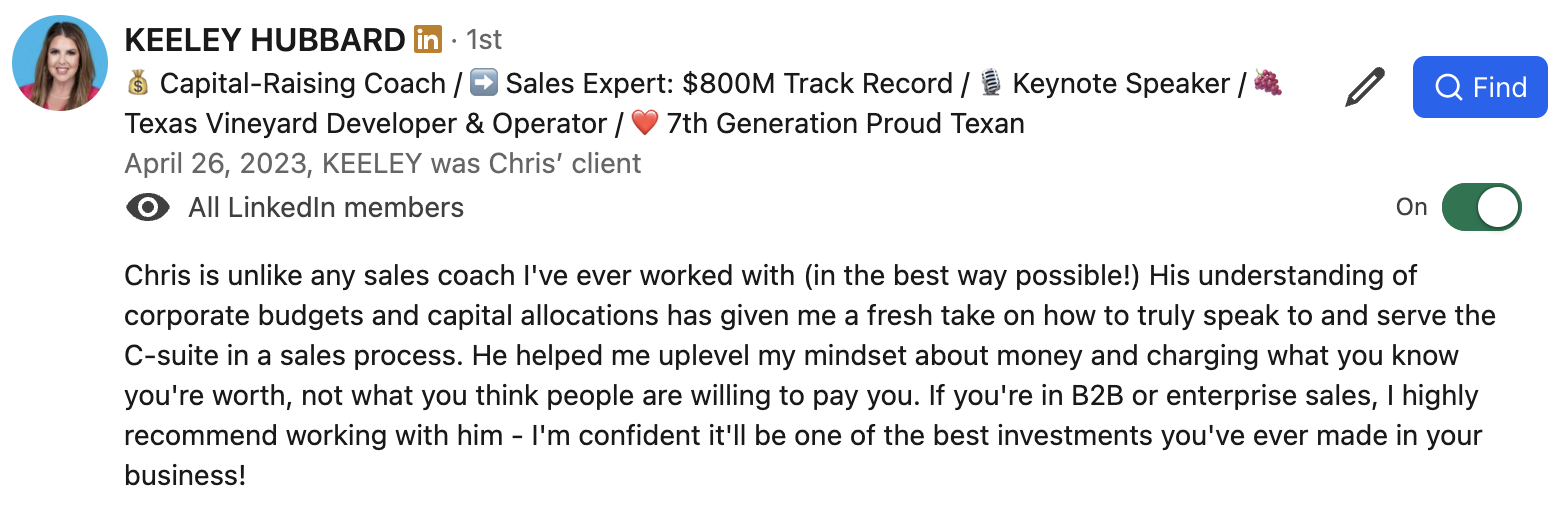 KEELEY HUBBARD in · 1st
💰 Capital-Raising Coach / ➡️ Sales Expert: $800M Track Record / 🎙️ Keynote Speaker / 🍇
Find
Texas Vineyard Developer & Operator / ❤️ 7th Generation Proud Texan
April 26, 2023, KEELEY was Chris’ client
All LinkedIn members
On
Chris is unlike any sales coach I've ever worked with (in the best way possible!) His understanding of
corporate budgets and capital allocations has given me a fresh take on how to truly speak to and serve the
C-suite in a sales process. He helped me uplevel my mindset about money and charging what you know
you're worth, not what you think people are willing to pay you. If you're in B2B or enterprise sales, I highly
recommend working with him - I'm confident it'll be one of the best investments you've ever made in your
business!